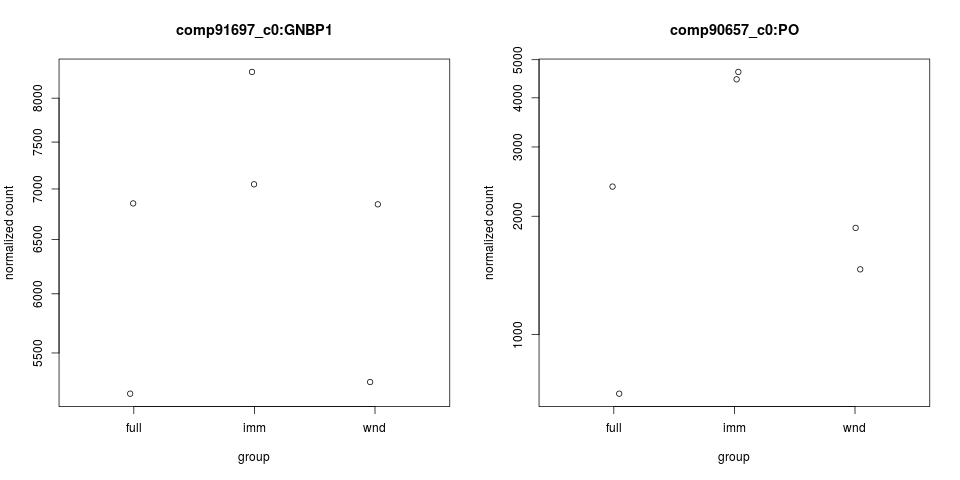 comp91697_c0:GNBP1
normalized count
8000
7500
7000
6500
6000
5500
full imm wnd
group
comp90657_c0:PO
normalized count
5000
4000
3000
2000
1000
full imm wnd
group